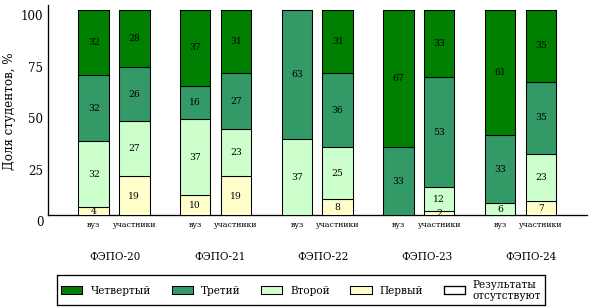 Доля студентов, %
100
75
50
25
0
32 28 37 31 63 31 67 33 61 35
32 26 16 27 37 36 33 53 33 35
32 27 37 23 25 12 6 23
4 19 10 19 8 2 7
вуз участники вуз участники вуз участники вуз участники вуз участники
ФЭПО-20 ФЭПО-21 ФЭПО-22 ФЭПО-23 ФЭПО-24
Четвертый Третий Второй Первый Результаты
отсутствуют